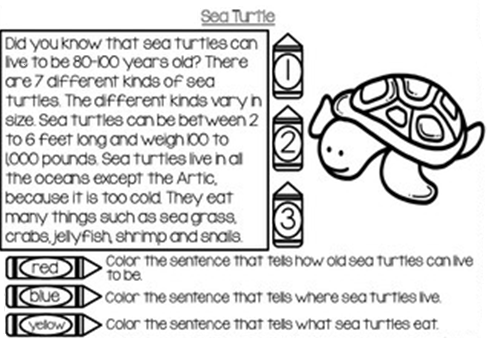 Sea Turtle
Did you know that sea turtles can
live to be 80-100 years old? There
are 7 different kinds of sea
turtles. The different kinds vary in
size. Sea turtles can be between 2
to 6 feet long and weigh 100 to
1,000 pounds. Sea turtles live in all
the oceans except the Artic,
because it is too cold. They eat
many things such as sea grass,
crabs, jellyfish, shrimp and snails.
1
2
3
red
Color the sentence that tells how old sea turtles can live
to be.
blue
Color the sentence that tells where sea turtles live.
yellow
Color the sentence that tells what sea turtles eat.